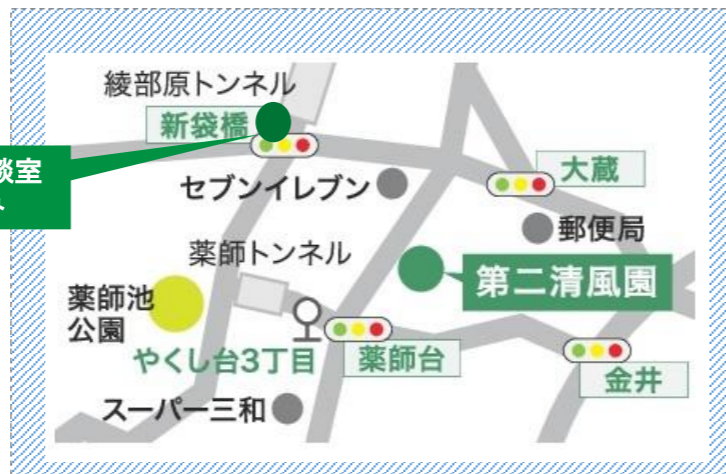 綾部原トンネル
新袋橋
談室
セブンイレブン
大蔵
郵便局
薬師トンネル
第二清風園
薬師池
公園
やくし台3丁目
薬師台
金井
スーパー三和